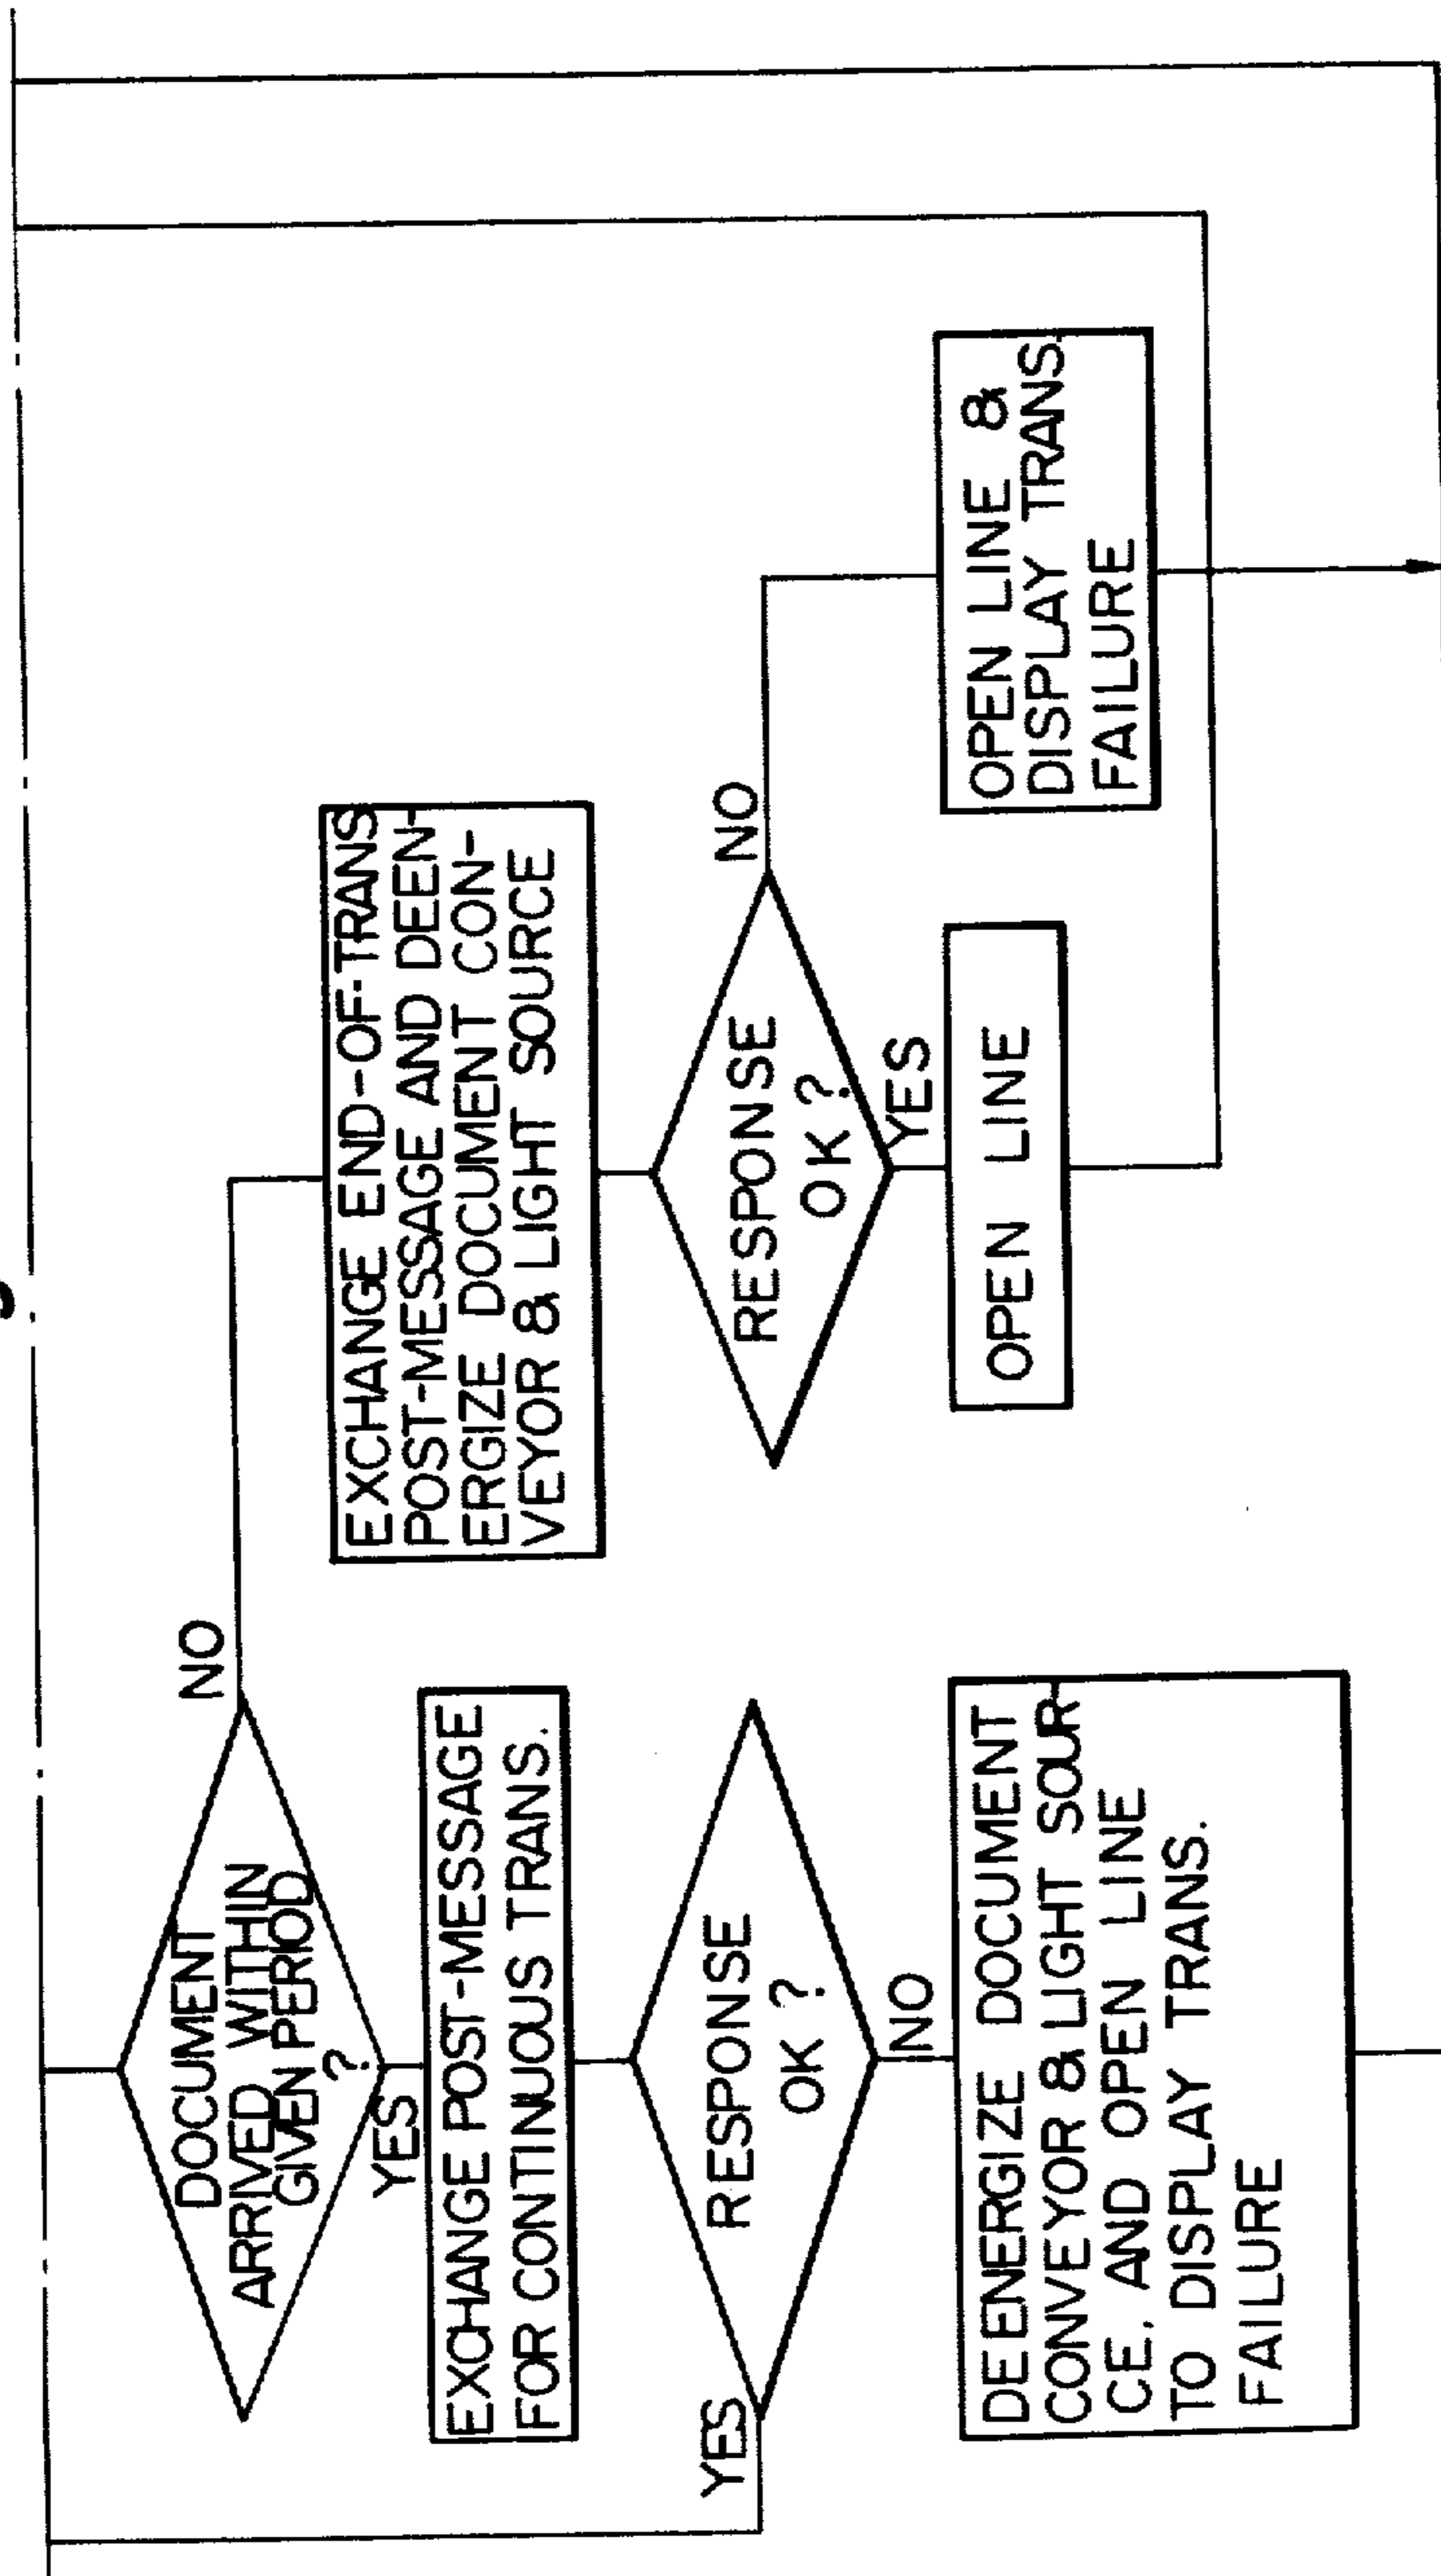 DOCUMENT
ARRIVED WITHIN
GIVEN PERIOD
?
NO
YES
EXCHANGE POST-MESSAGE
FOR CONTINUOUS TRANS.
RESPONSE
OK ?
YES
NO
DEENERGIZE DOCUMENT
CONVEYOR & LIGHT SOUR-
CE, AND OPEN LINE
TO DISPLAY TRANS.
FAILURE
EXCHANGE END-OF-TRANS
POST-MESSAGE AND DEEN-
ERGIZE DOCUMENT CON-
VEYOR & LIGHT SOURCE
RESPONSE
OK ?
NO
YES
OPEN LINE
OPEN LINE &
DISPLAY TRANS.
FAILURE